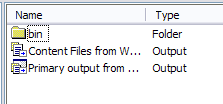 Name Type
bin Folder
Content Files from W... Output
Primary output from ... Output